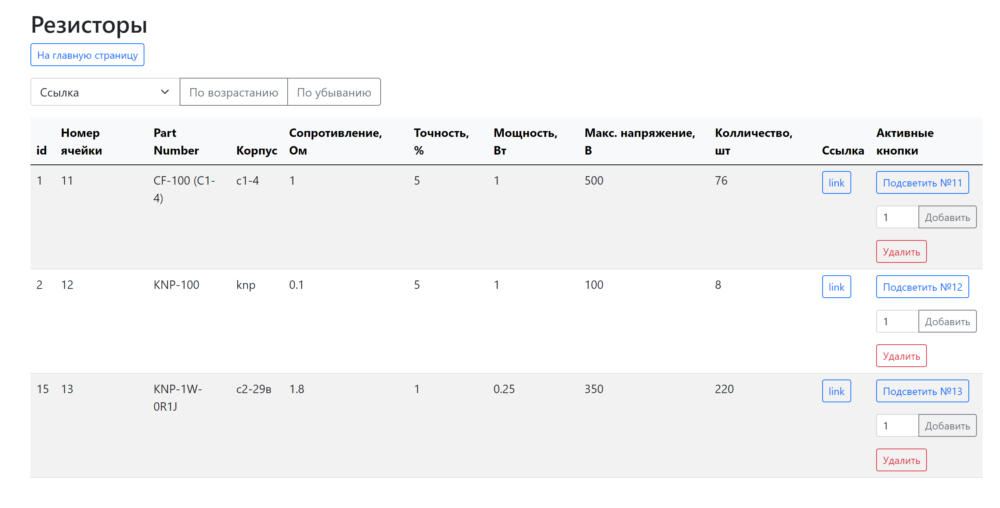 Резисторы
На главную страницу
Ссылка По возрастанию По убыванию
Номер Part Сопротивление, Точность, Мощность, Макс. напряжение, Колличество, Активные
id ячейки Number Корпус Ом % Вт В шт Ссылка кнопки
1 11 CF-100 (C1- c1-4 1 5 1 500 76 link Подсветить №11
4)
1 Добавить
Удалить
2 12 KNP-100 knp 0.1 5 1 100 8 link Подсветить №12
1 Добавить
Удалить
15 13 KNP-1W- с2-29в 1.8 1 0.25 350 220 link Подсветить №13
0R1J
1 Добавить
Удалить